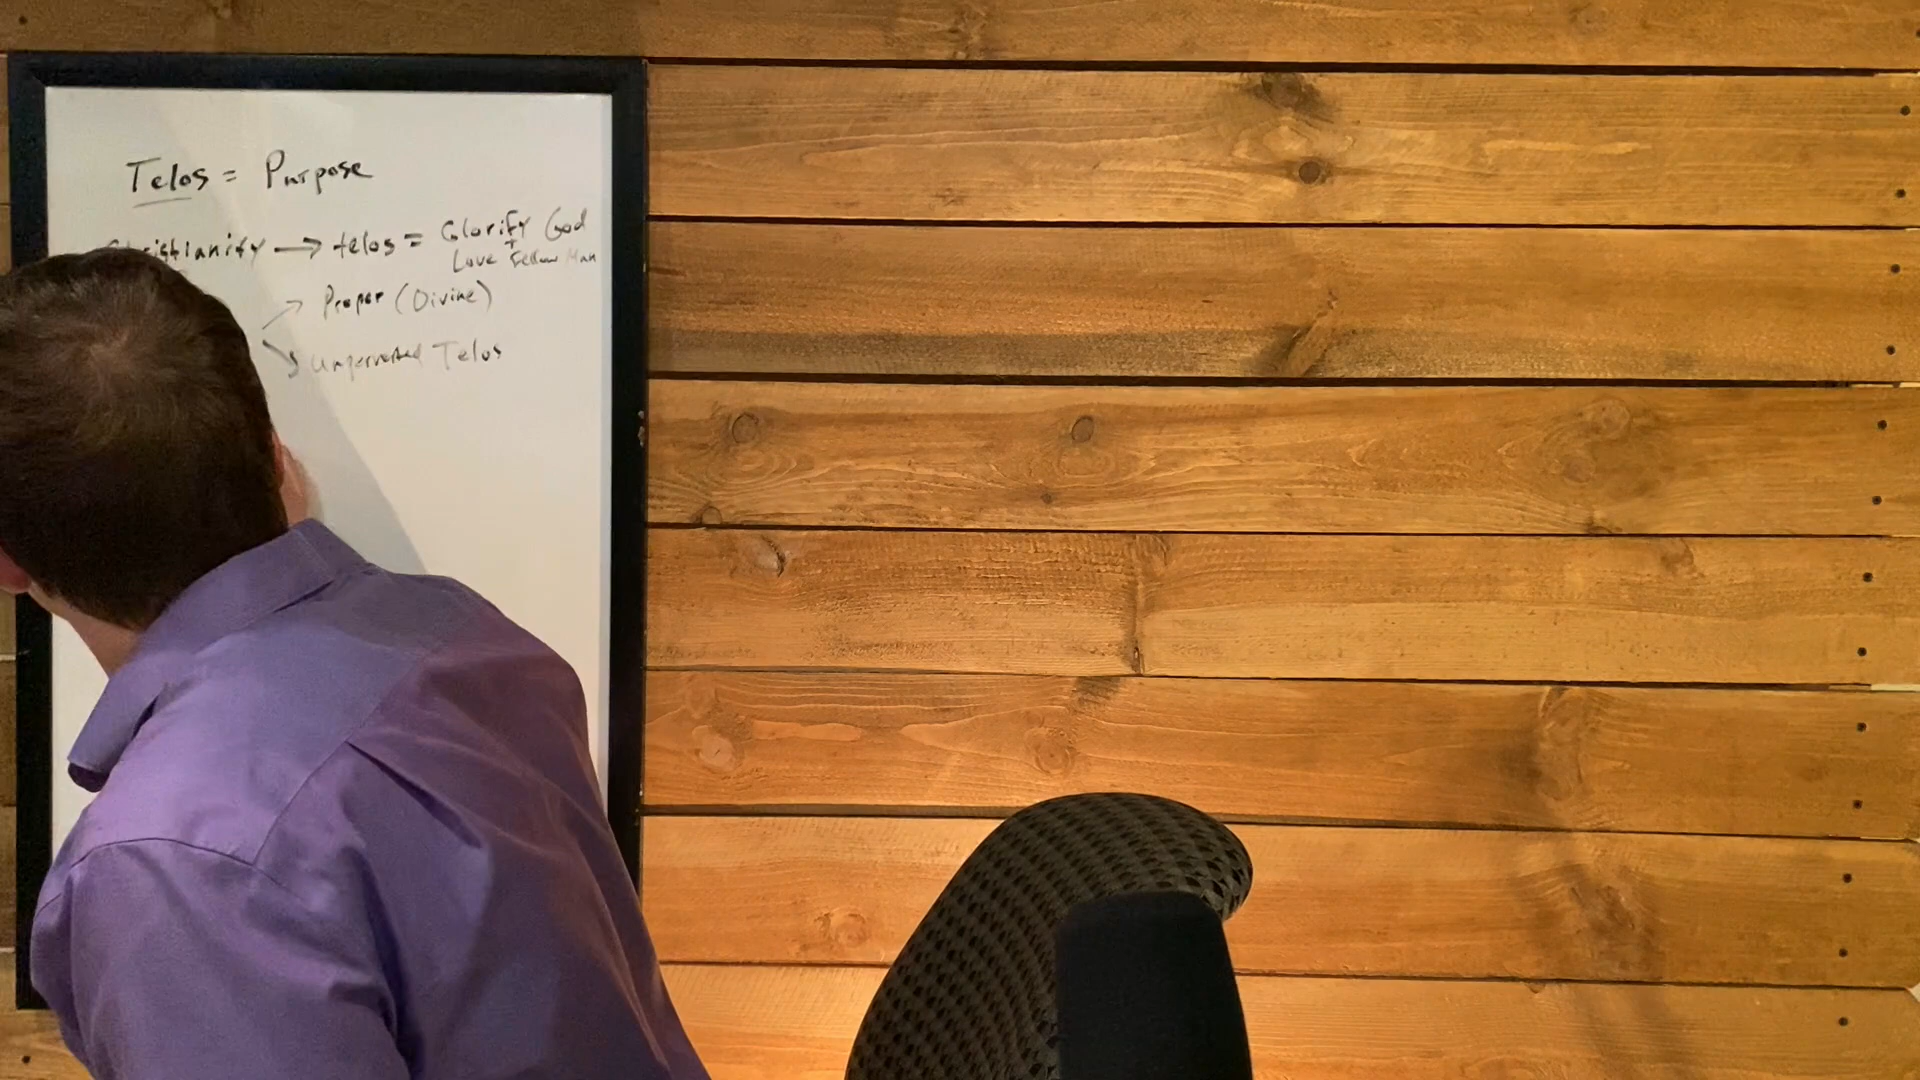 Telos = Purpose
Christianity → telos = Glorify God
+
Love Fellow Man
Proper (Divine)
Unperverted Telos